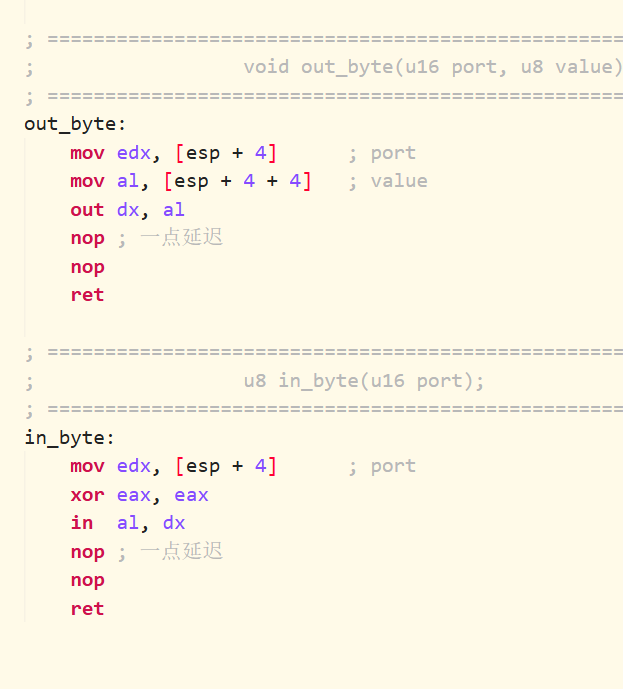 ; ==================================================
;                  void out_byte(u16 port, u8 value)
; ==================================================
out_byte:
    mov edx, [esp + 4]      ; port
    mov al, [esp + 4 + 4]   ; value
    out dx, al
    nop ; 一点延迟
    nop
    ret
; ==================================================
;                  u8 in_byte(u16 port);
; ==================================================
in_byte:
    mov edx, [esp + 4]      ; port
    xor eax, eax
    in  al, dx
    nop ; 一点延迟
    nop
    ret